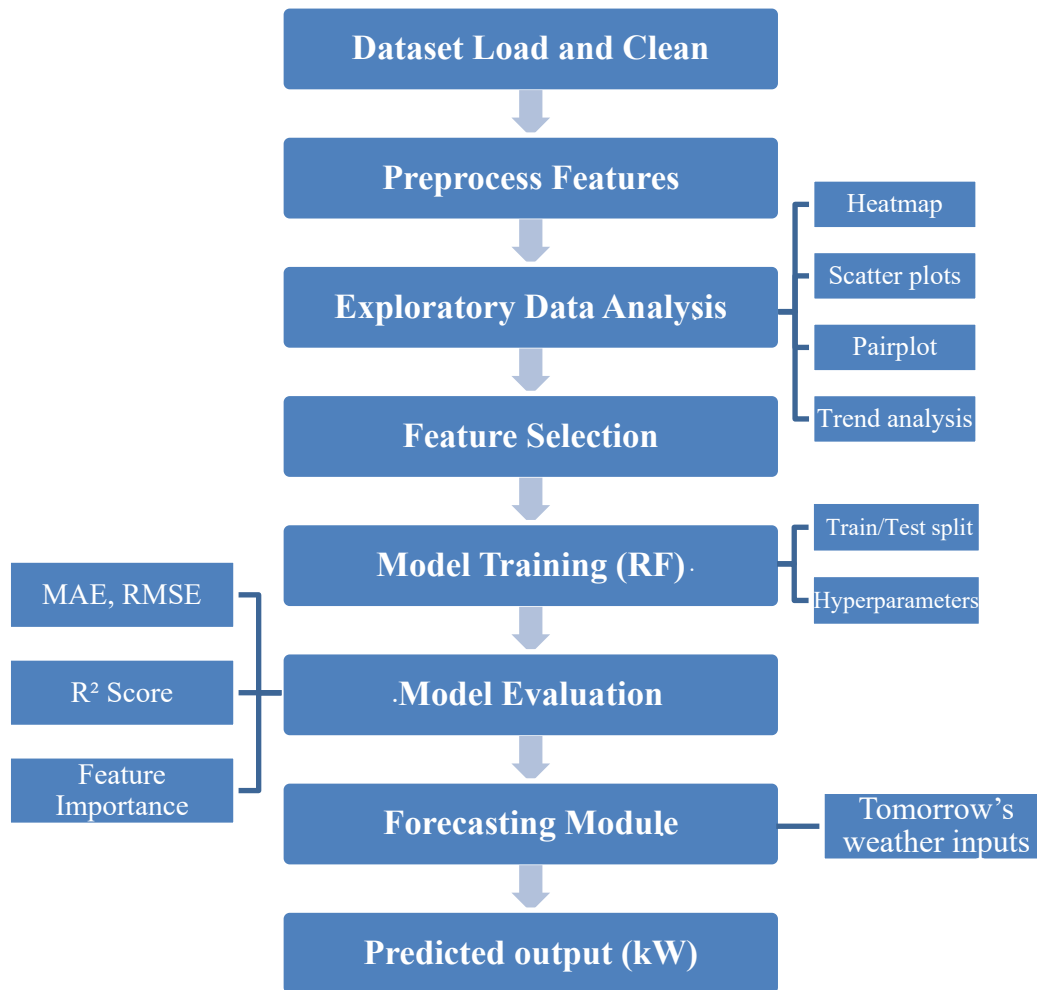 Dataset Load and Clean
Preprocess Features
Heatmap
Scatter plots
Exploratory Data Analysis
Pairplot
Trend analysis
Feature Selection
Train/Test split
Model Training (RF)
Hyperparameters
MAE, RMSE
R² Score
Model Evaluation
Feature
Importance
Forecasting Module
Tomorrow’s
weather inputs
Predicted output (kW)